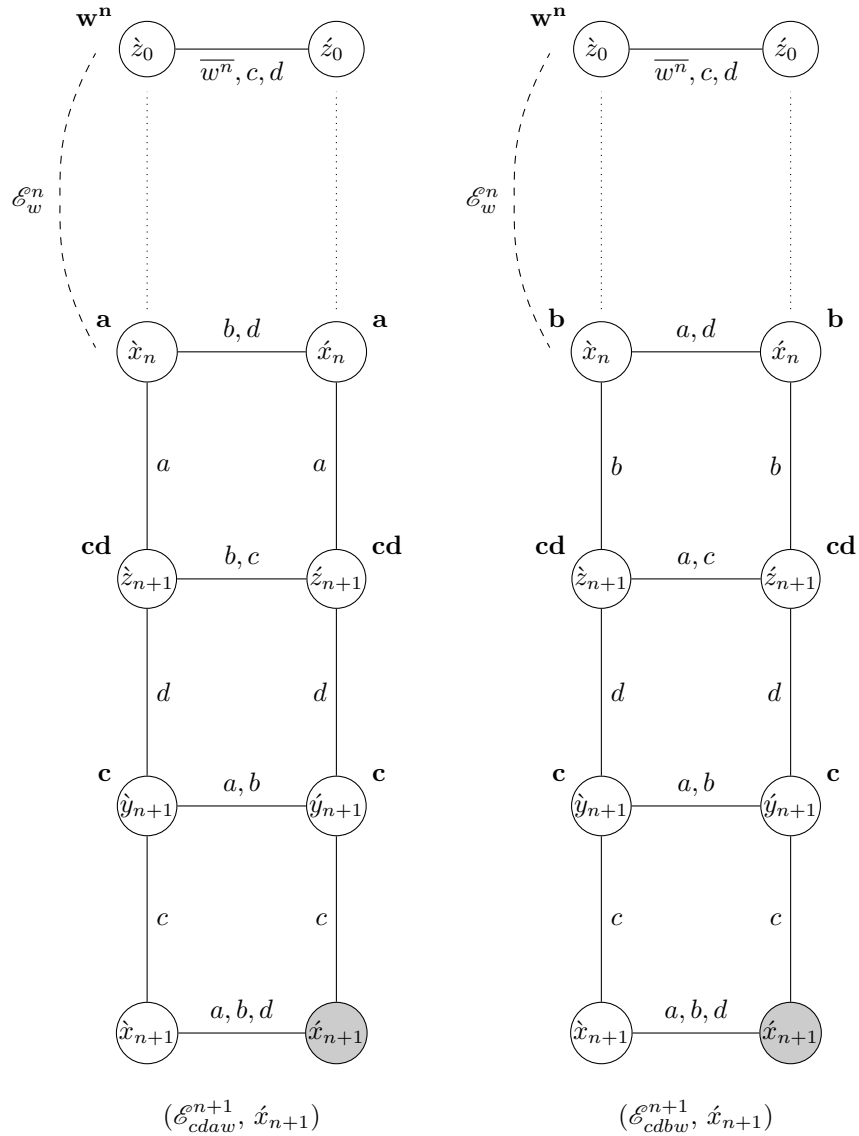 w^n w^n
z̀_0 ź_0 z̀_0 ź_0
\overline{w^n}, c, d \overline{w^n}, c, d
ℰ_w^n ℰ_w^n
a a b b
b, d a, d
x̀_n x́_n x̀_n x́_n
a a b b
cd cd cd cd
b, c a, c
z̀_{n+1} ź_{n+1} z̀_{n+1} ź_{n+1}
d d d d
c c c c
a, b a, b
ỳ_{n+1} ý_{n+1} ỳ_{n+1} ý_{n+1}
c c c c
a, b, d a, b, d
x̀_{n+1} x́_{n+1} x̀_{n+1} x́_{n+1}
(ℰ_{cdaw}^{n+1}, x́_{n+1}) (ℰ_{cdbw}^{n+1}, x́_{n+1})